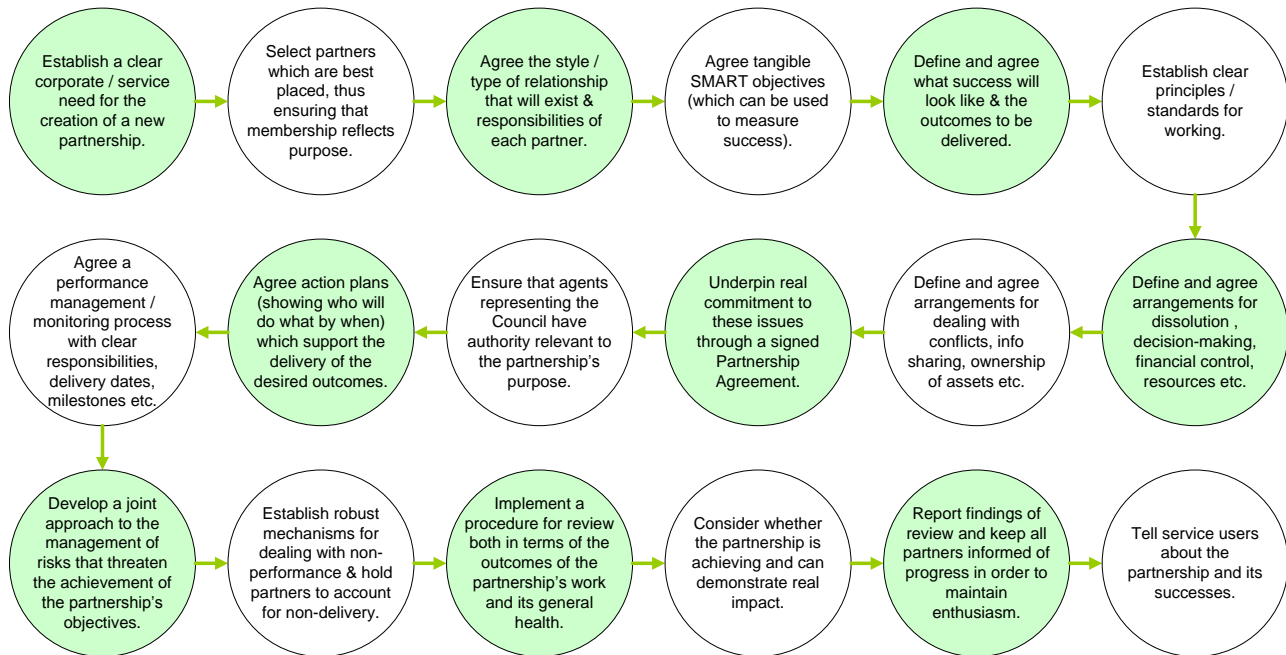 Establish a clear
corporate / service
need for the
creation of a new
partnership.
Select partners
which are best
placed, thus
ensuring that
membership reflects
purpose.
Agree the style /
type of relationship
that will exist &
responsibilities of
each partner.
Agree tangible
SMART objectives
(which can be used
to measure
success).
Define and agree
what success will
look like & the
outcomes to be
delivered.
Establish clear
principles /
standards for
working.
Define and agree
arrangements for
dissolution ,
decision-making,
financial control,
resources etc.
Define and agree
arrangements for
dealing with
conflicts, info
sharing, ownership
of assets etc.
Underpin real
commitment to
these issues
through a signed
Partnership
Agreement.
Ensure that agents
representing the
Council have
authority relevant to
the partnership's
purpose.
Agree action plans
(showing who will
do what by when)
which support the
delivery of the
desired outcomes.
Agree a
performance
management /
monitoring process
with clear
responsibilities,
delivery dates,
milestones etc.
Develop a joint
approach to the
management of
risks that threaten
the achievement of
the partnership's
objectives.
Establish robust
mechanisms for
dealing with non-
performance & hold
partners to account
for non-delivery.
Implement a
procedure for review
both in terms of the
outcomes of the
partnership's work
and its general
health.
Consider whether
the partnership is
achieving and can
demonstrate real
impact.
Report findings of
review and keep all
partners informed of
progress in order to
maintain
enthusiasm.
Tell service users
about the
partnership and its
successes.